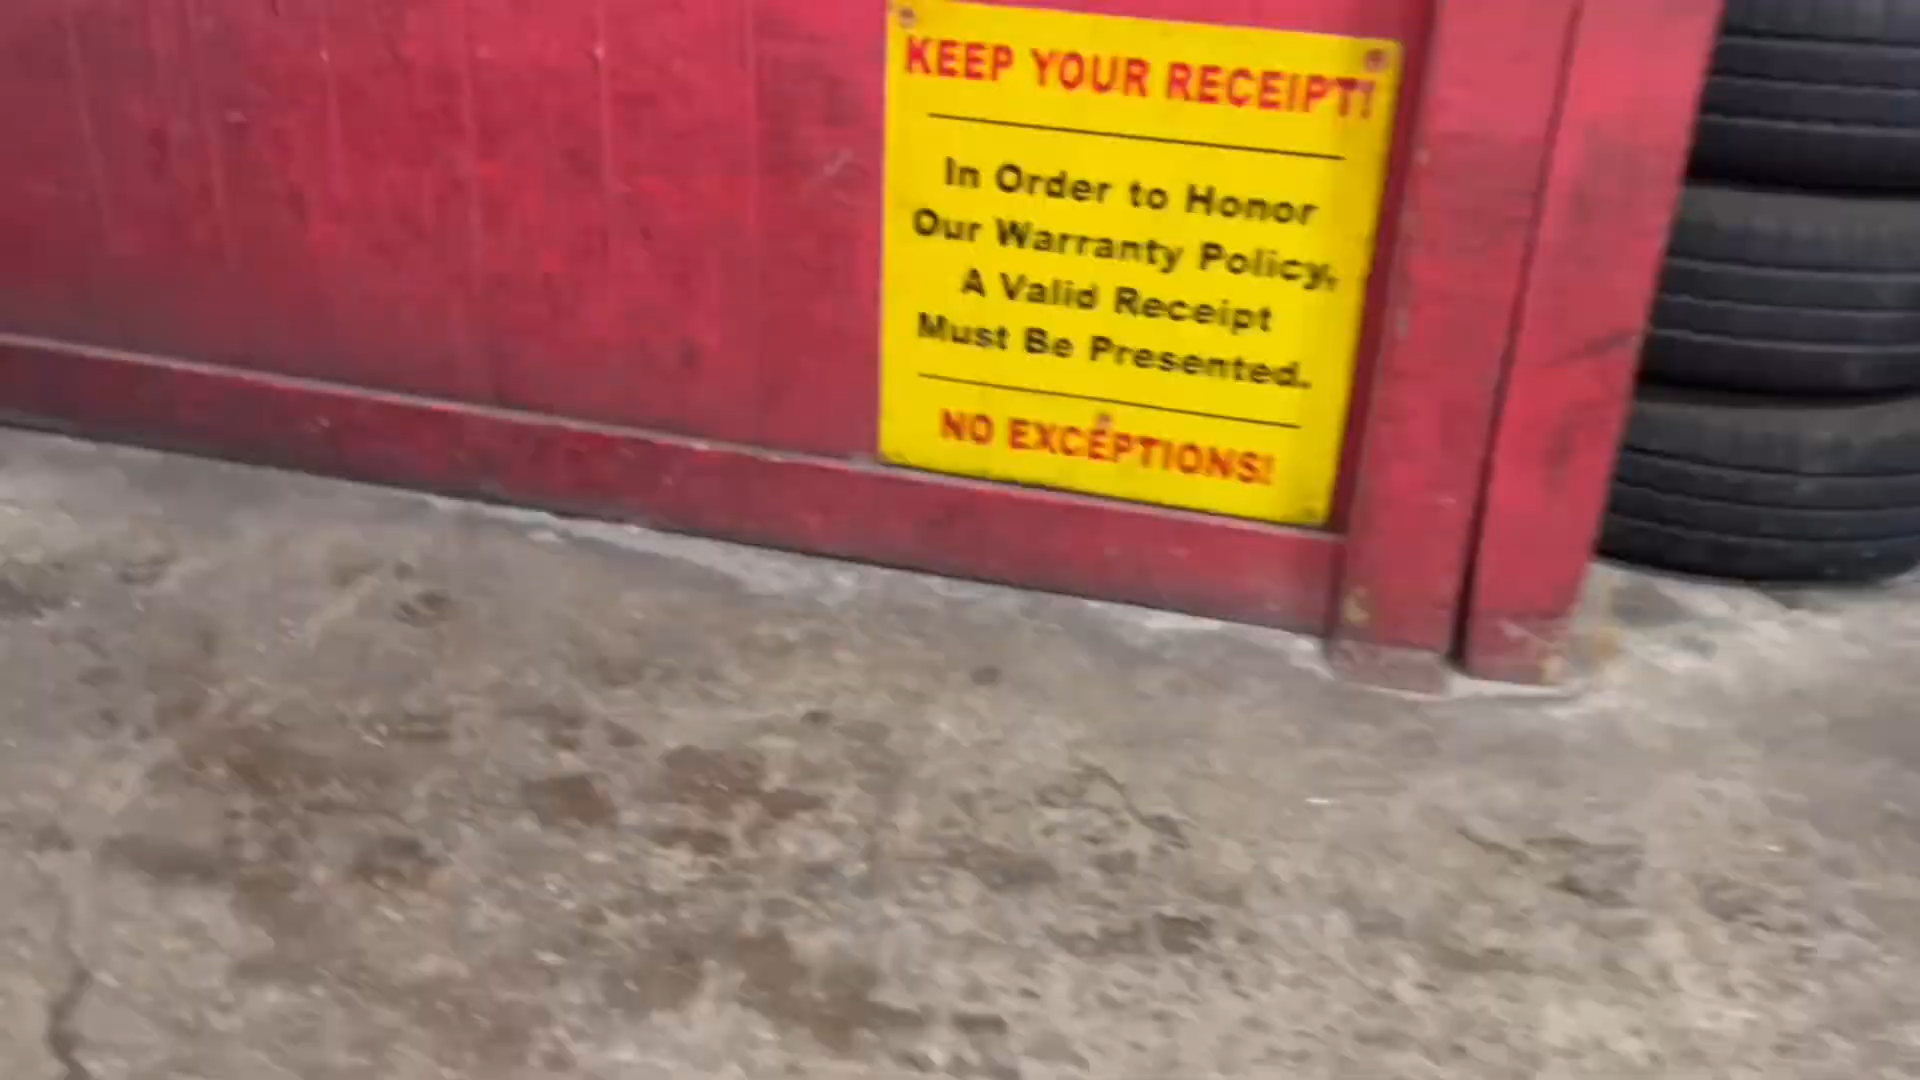 KEEP YOUR RECEIPT!
In Order to Honor
Our Warranty Policy,
A Valid Receipt
Must Be Presented.
NO EXCEPTIONS!